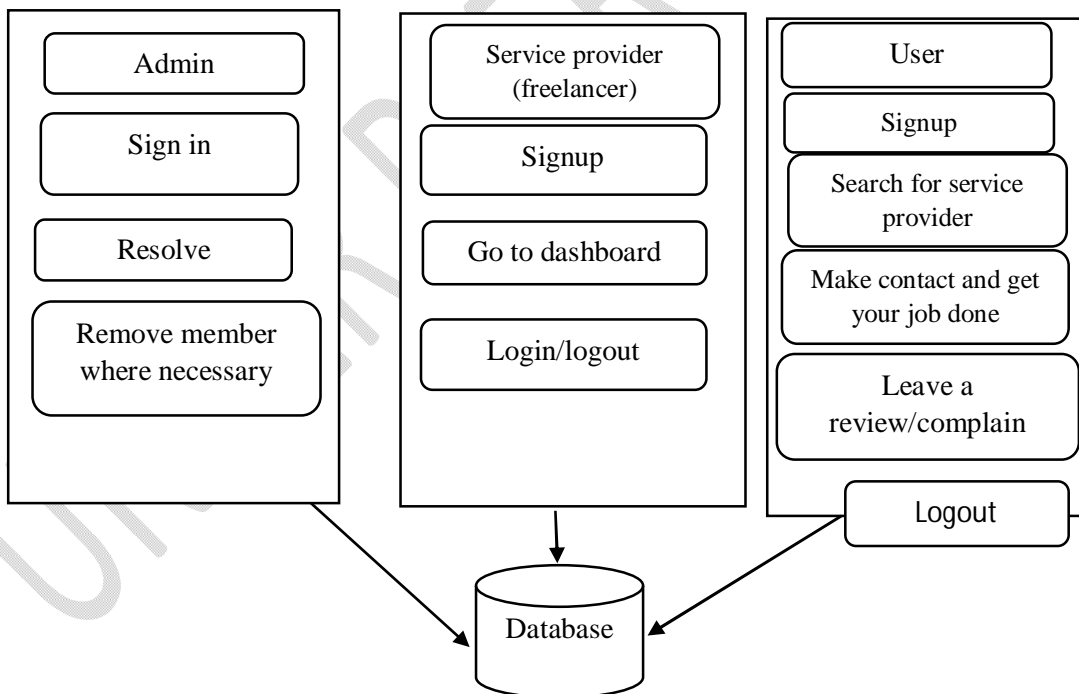 Admin
Sign in
Resolve
Remove member
where necessary
Service provider
(freelancer)
Signup
Go to dashboard
Login/logout
User
Signup
Search for service
provider
Make contact and get
your job done
Leave a
review/complain
Logout
Database